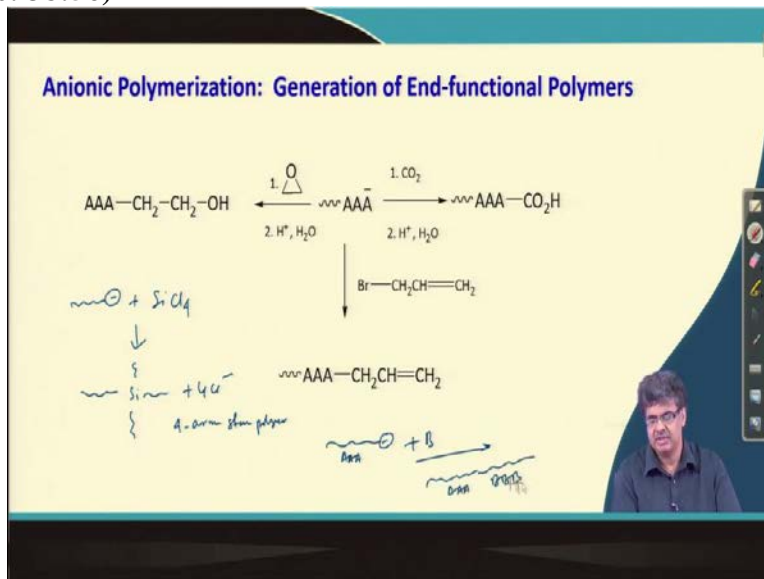 Anionic Polymerization: Generation of End-functional Polymers
O
1. 1. CO₂
AAA—CH₂—CH₂—OH AAA⁻ AAA—CO₂H
2. H⁺, H₂O 2. H⁺, H₂O
Br—CH₂CH=CH₂
⊖ + SiCl₄
AAA—CH₂CH=CH₂
Si + 4Cl⁻
4-arm star polymer
⊖ + B
AAA
AAA BBB